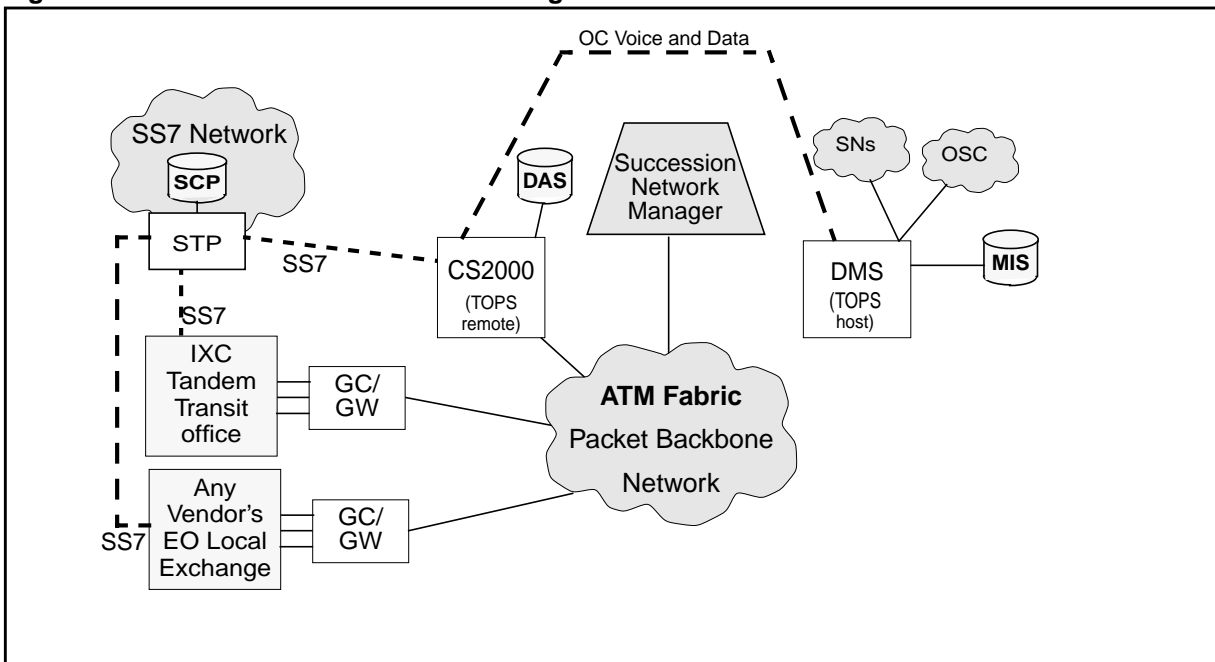 OC Voice and Data
SS7 Network
SCP
STP
SS7
SS7
DAS
Succession
Network
Manager
SNs
OSC
CS2000
(TOPS
remote)
DMS
(TOPS
host)
MIS
IXC
Tandem
Transit
office
GC/
GW
ATM Fabric
Packet Backbone
Network
Any
Vendor's
EO Local
Exchange
GC/
GW
SS7